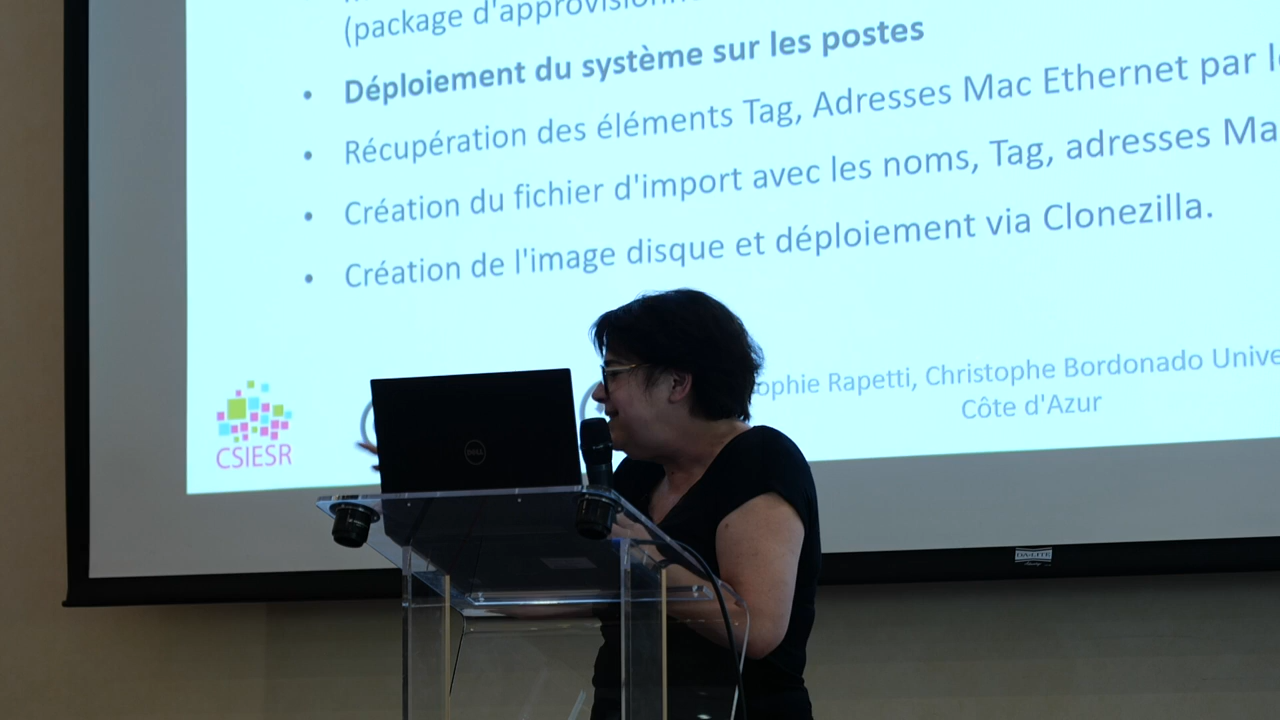 (package d'approvisionn
Déploiement du système sur les postes
Récupération des éléments Tag, Adresses Mac Ethernet par l
Création du fichier d'import avec les noms, Tag, adresses Ma
Création de l'image disque et déploiement via Clonezilla.
ophie Rapetti, Christophe Bordonado Unive
Côte d'Azur
CSIESR
DELL
DA-LITE